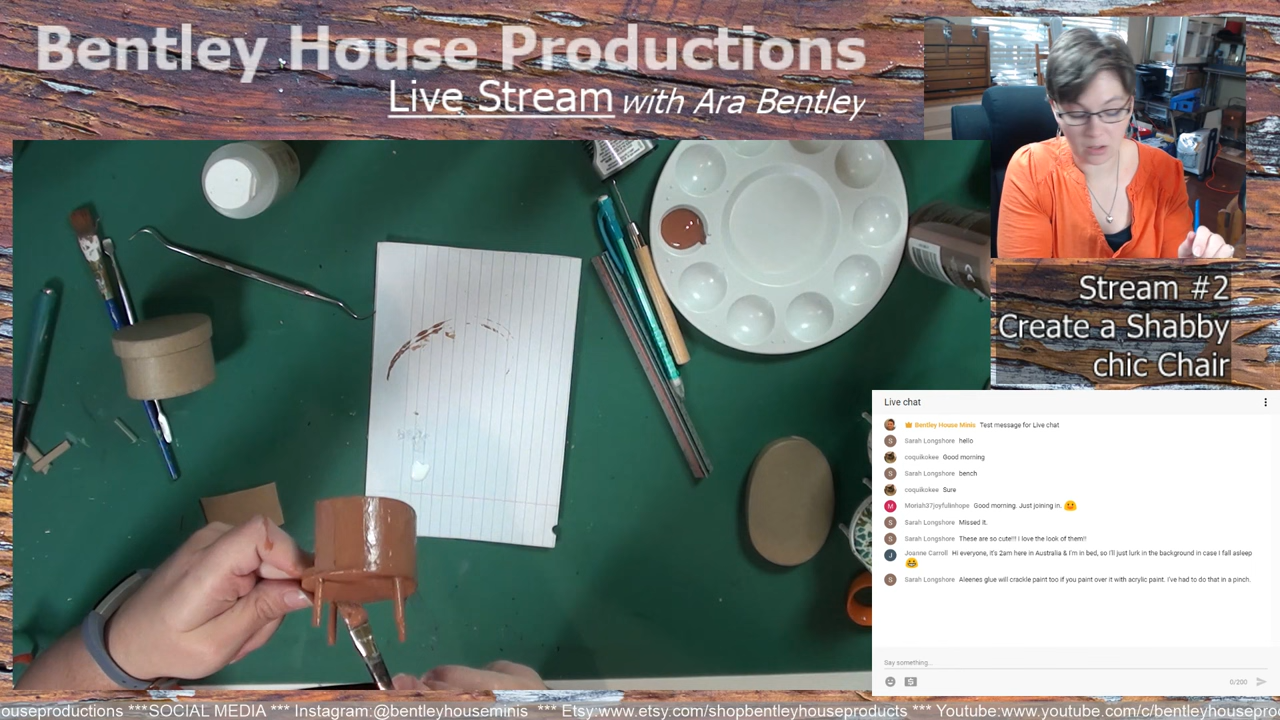 Bentley House Productions
Live Stream with Ara Bentley
Stream #2
Create a Shabby
chic Chair
Live chat
Bentley House Minis Test message for Live chat
Sarah Longshore hello
coquikokee Good morning
Sarah Longshore bench
coquikokee Sure
Moriah37joyfulinhope Good morning. Just joining in.
Sarah Longshore Missed it.
Sarah Longshore These are so cute!!! I love the look of them!!
Joanne Carroll Hi everyone, it's 2am here in Australia & I'm in bed, so I'll just lurk in the background in case I fall asleep
Sarah Longshore Aleenes glue will crackle paint too if you paint over it with acrylic paint. I've had to do that in a pinch.
Say something...
0/200
ouseproductions ***SOCIAL MEDIA *** Instagram:@bentleyhouseminis *** Etsy:www.etsy.com/shopbentleyhouseproducts *** Youtube:www.youtube.com/c/bentleyhousepro